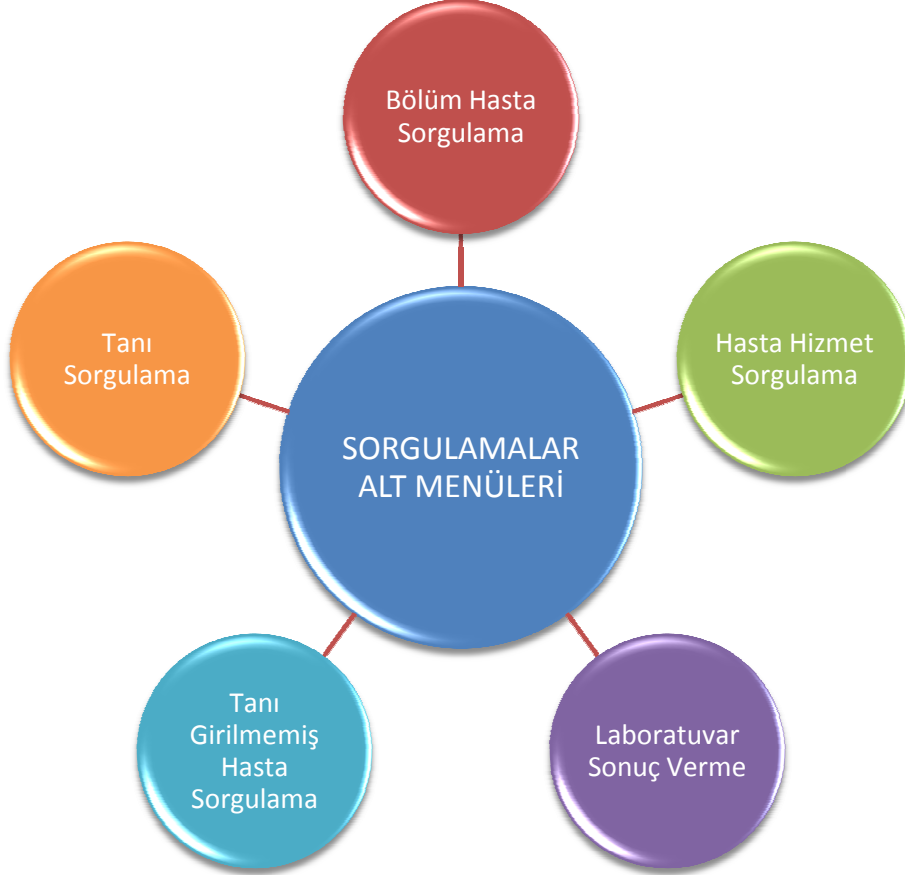 Bölüm Hasta
Sorgulama
Hasta Hizmet
Sorgulama
Laboratuvar
Sonuç Verme
Tanı
Girilmemiş
Hasta
Sorgulama
Tanı
Sorgulama
SORGULAMALAR
ALT MENÜLERİ